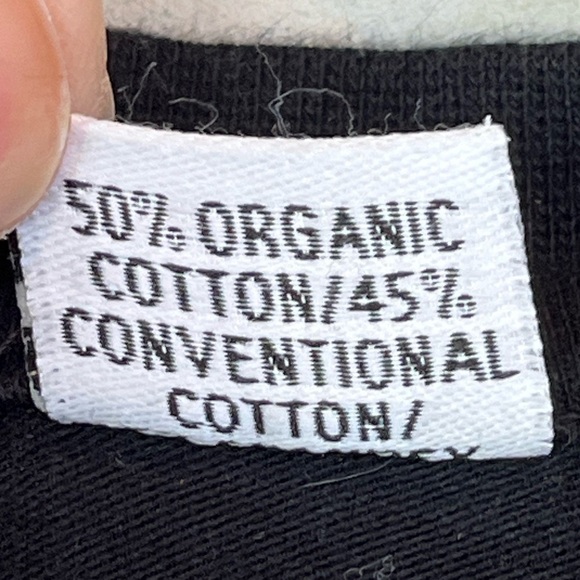 50% ORGANIC
COTTON/45%
CONVENTIONAL
COTTON/